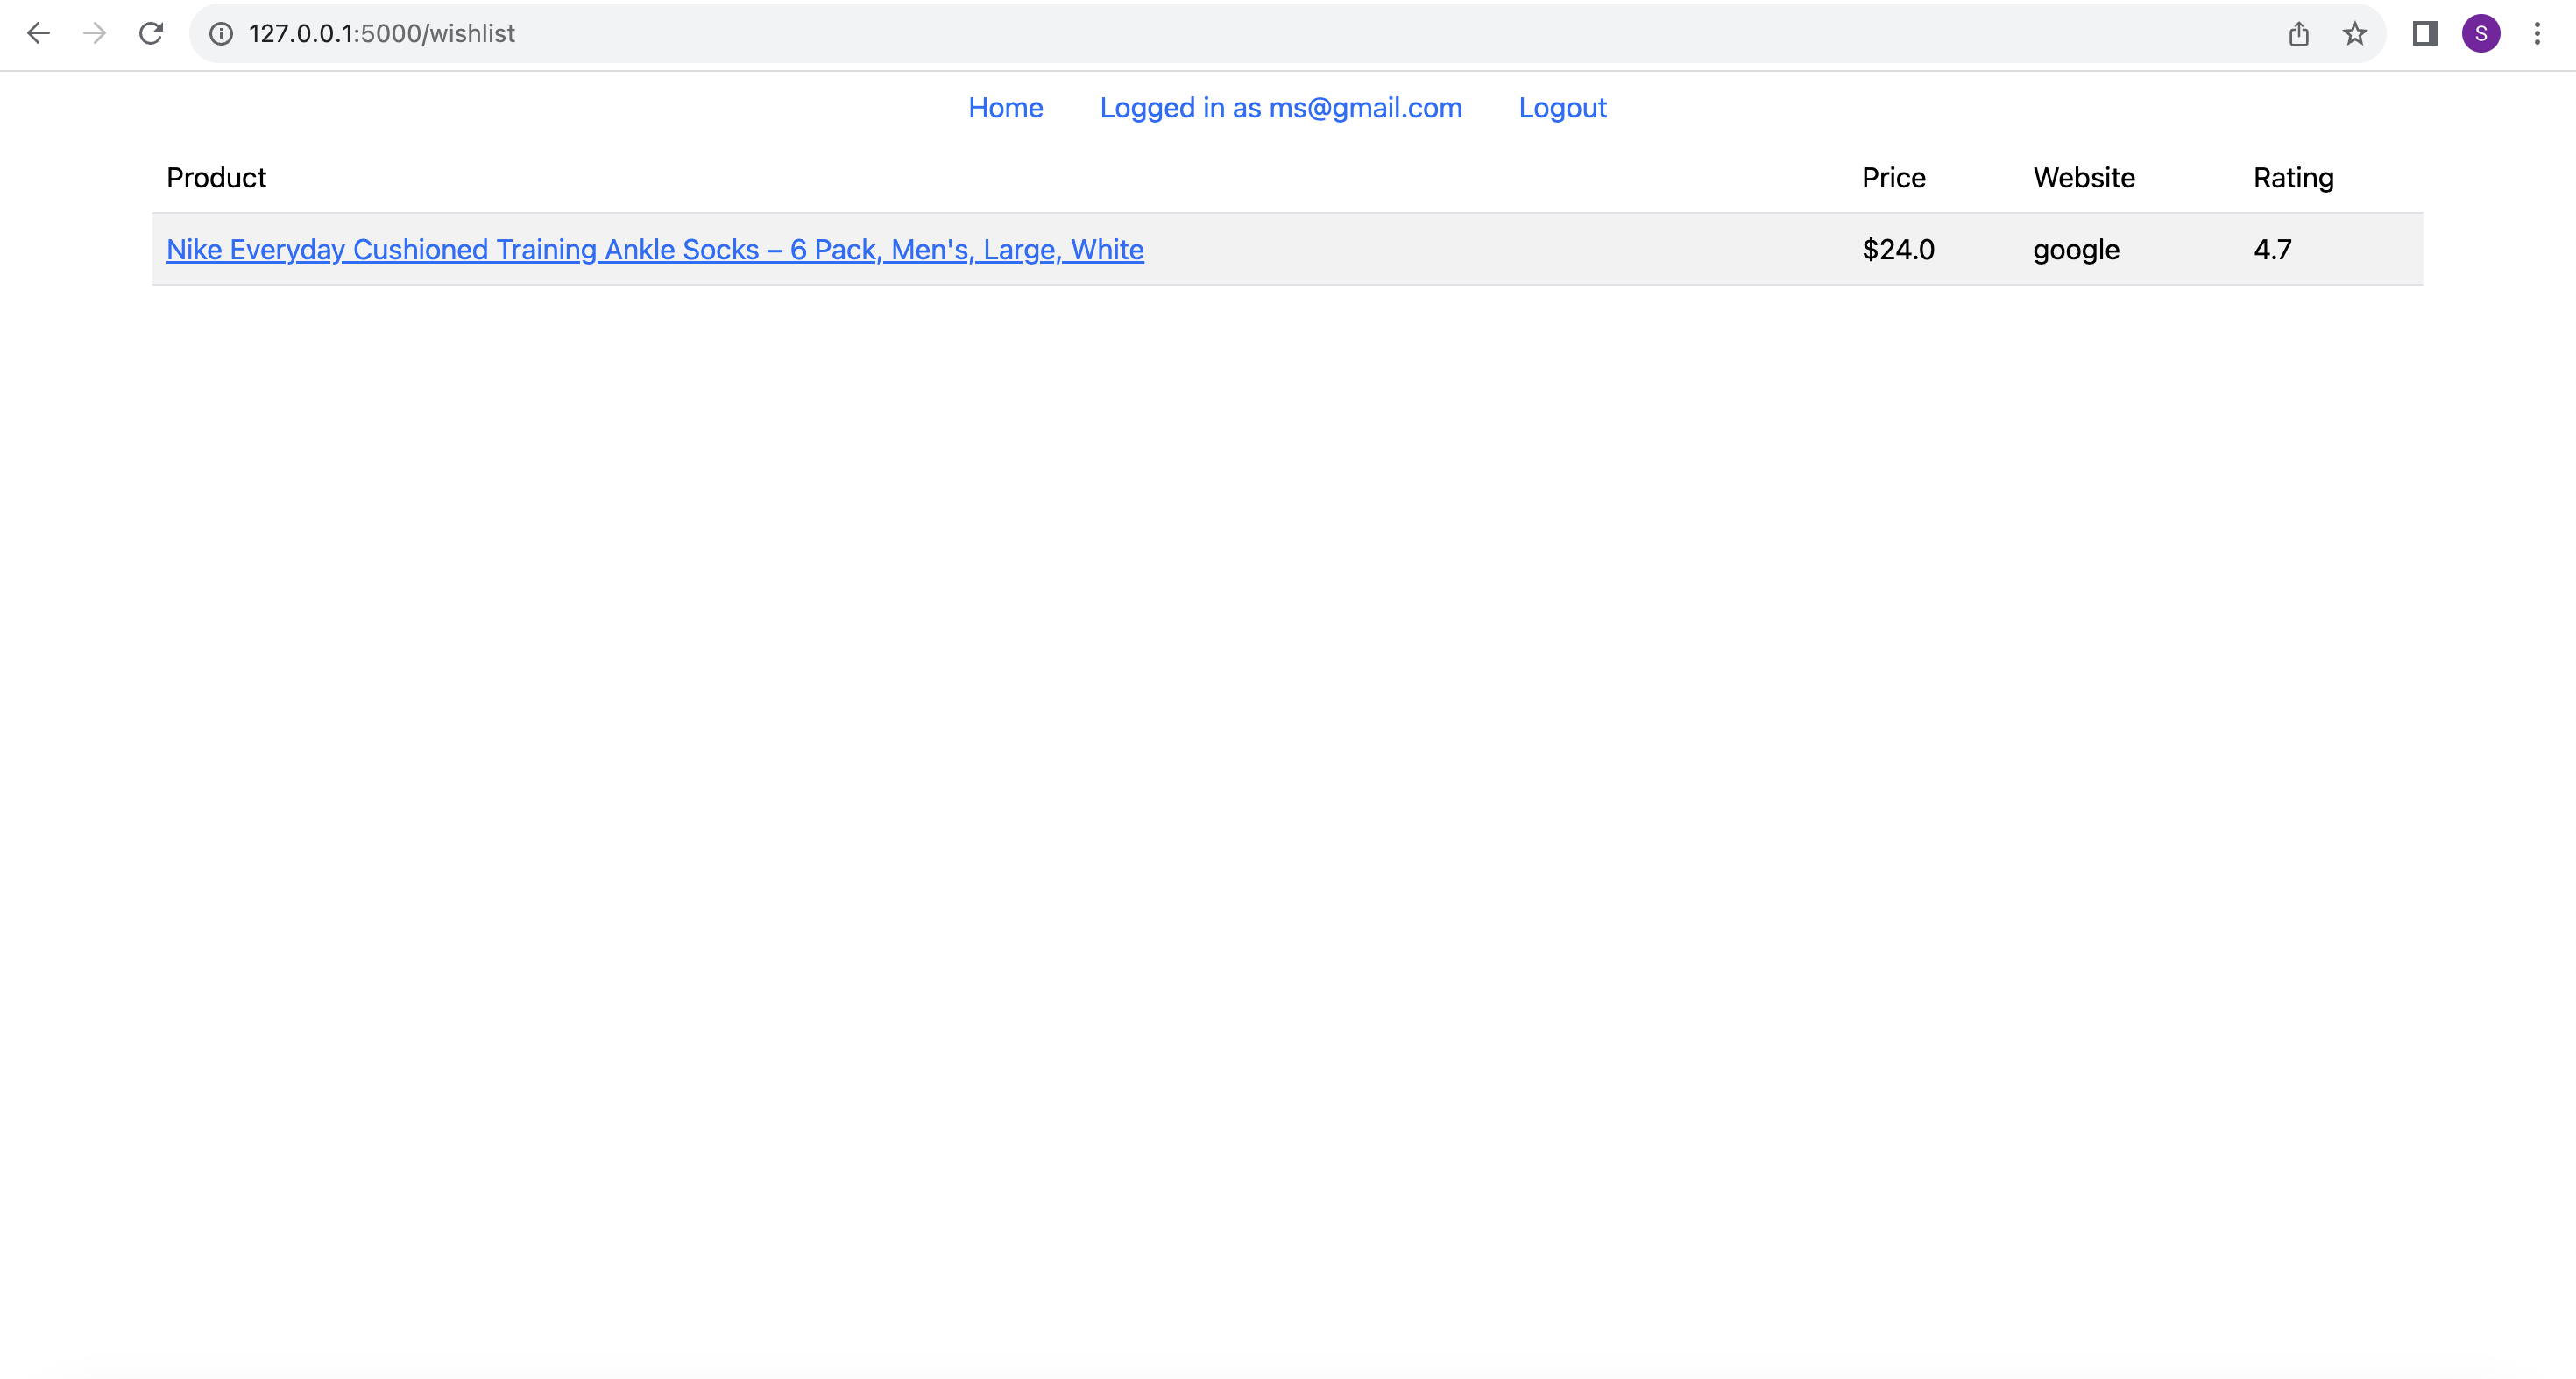 127.0.0.1:5000/wishlist
S
Home Logged in as ms@gmail.com Logout
Product Price Website Rating
Nike Everyday Cushioned Training Ankle Socks – 6 Pack, Men's, Large, White $24.0 google 4.7